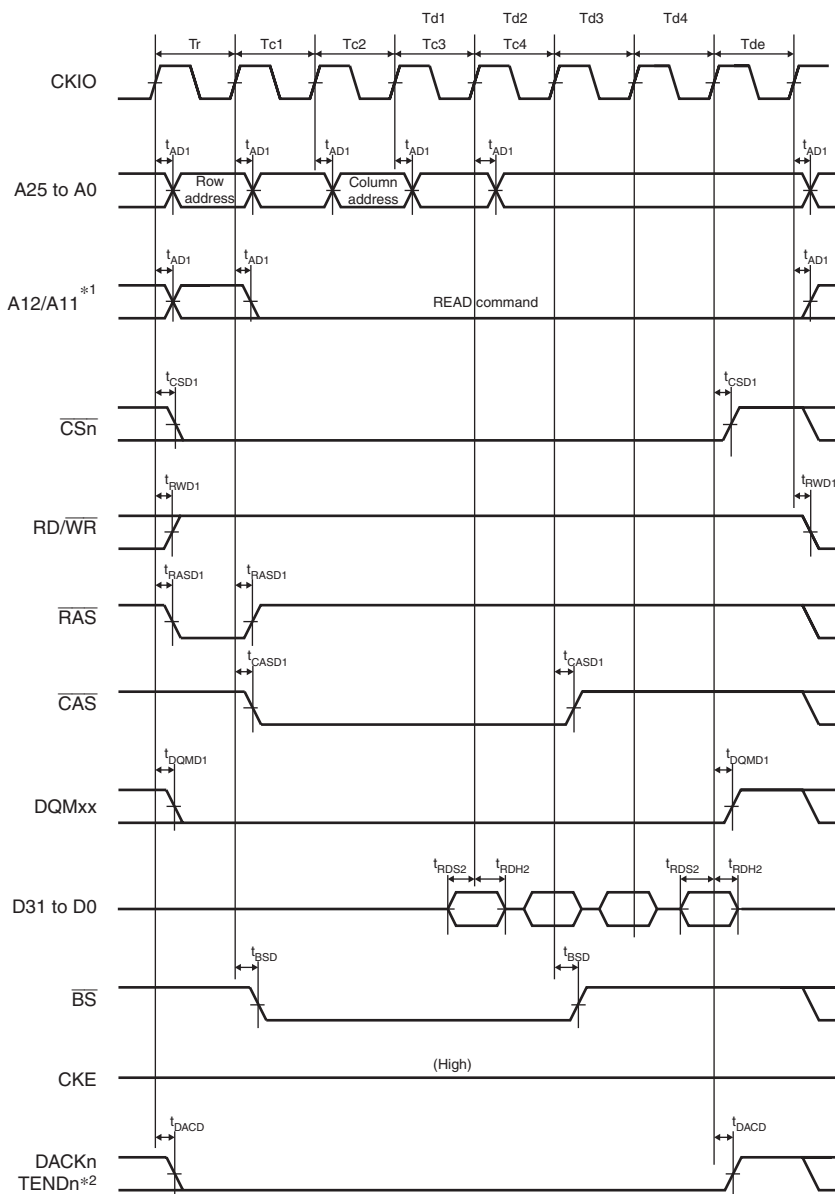 Td1 Td2 Td3 Td4
Tr Tc1 Tc2 Tc3 Tc4 Tde
CKIO
tAD1 tAD1 tAD1 tAD1 tAD1 tAD1
A25 to A0
Row address
Column address
tAD1 tAD1 tAD1
A12/A11*1
READ command
tCSD1 tCSD1
CSn
tRWD1 tRWD1
RD/WR
tRASD1 tRASD1
RAS
tCASD1 tCASD1
CAS
tDQMD1 tDQMD1
DQMxx
tRDS2 tRDH2 tRDS2 tRDH2
D31 to D0
tBSD tBSD
BS
(High)
CKE
tDACD tDACD
DACKn
TENDn*2